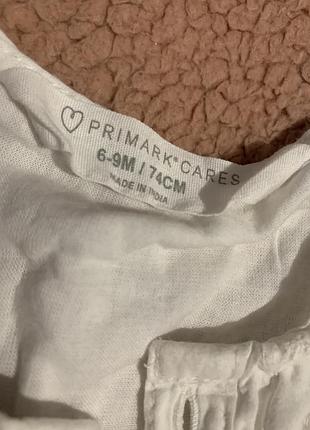 PRIMARK® CARES
6-9M / 74CM
MADE IN INDIA